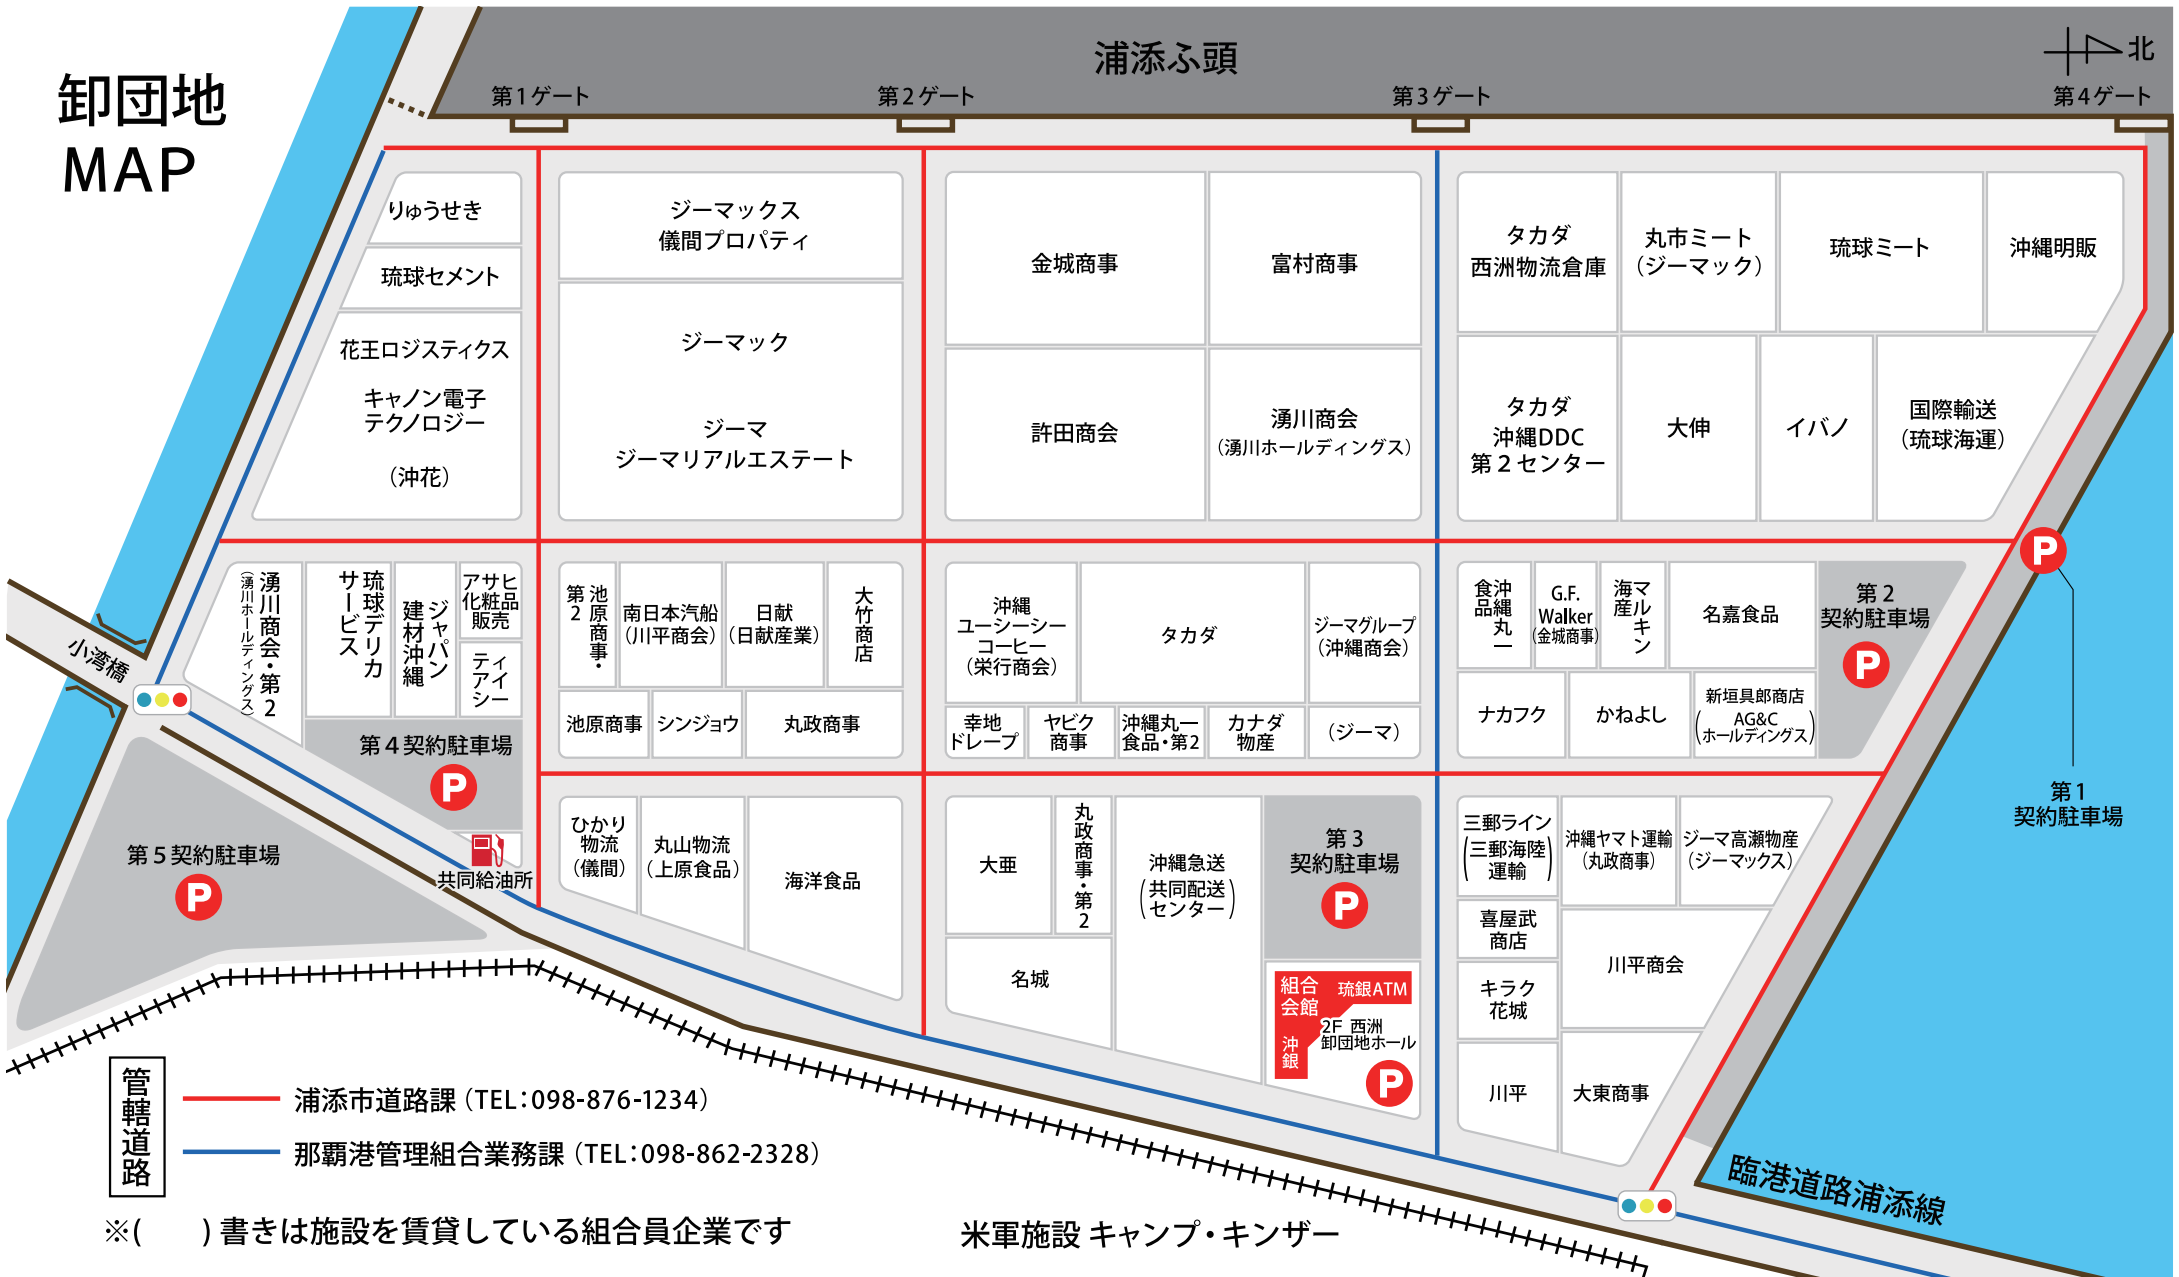 卸団地
MAP
浦添ふ頭
北
第1ゲート
第2ゲート
第3ゲート
第4ゲート
りゅうせき
琉球セメント
花王ロジスティクス
キャノン電子
テクノロジー
（沖花）
ジーマックス
儀間プロパティ
ジーマック
ジーマ
ジーマリアルエステート
金城商事
富村商事
許田商会
湧川商会
（湧川ホールディングス）
タカダ
西洲物流倉庫
丸市ミート
（ジーマック）
琉球ミート
沖縄明販
タカダ
沖縄DDC
第2センター
大伸
イバノ
国際輸送
（琉球海運）
湧川商会・第2
（湧川ホールディングス）
琉球デリカ
サービス
ジャパン
建材沖縄
アサヒ
化粧品
販売
ティ
アイ
シー
第4契約駐車場
P
共同給油所
小湾橋
第5契約駐車場
P
池原商事・
第2
南日本汽船
（川平商会）
日献
（日献産業）
大竹商店
池原商事
シンジョウ
丸政商事
沖縄
ユーシーシー
コーヒー
（栄行商会）
タカダ
ジーマグループ
（沖縄商会）
幸地
ドレープ
ヤビク
商事
沖縄丸一
食品・第2
カナダ
物産
（ジーマ）
沖縄丸一
食品
G.F.
Walker
（金城商事）
マルキン
海産
名嘉食品
第2
契約駐車場
P
ナカフク
かねよし
新垣具郎商店
（AG&C
ホールディングス）
P
第1
契約駐車場
ひかり
物流
（儀間）
丸山物流
（上原食品）
海洋食品
大亜
丸政商事・第2
沖縄急送
（共同配送
センター）
名城
第3
契約駐車場
P
組合
会館
琉銀ATM
沖銀
2F 西洲
卸団地ホール
P
三郵ライン
（三郵海陸
運輸）
沖縄ヤマト運輸
（丸政商事）
ジーマ高瀬物産
（ジーマックス）
喜屋武
商店
キラク
花城
川平商会
川平
大東商事
臨港道路浦添線
管轄道路
浦添市道路課（TEL：098-876-1234）
那覇港管理組合業務課（TEL：098-862-2328）
※(　　)書きは施設を賃貸している組合員企業です
米軍施設 キャンプ・キンザー